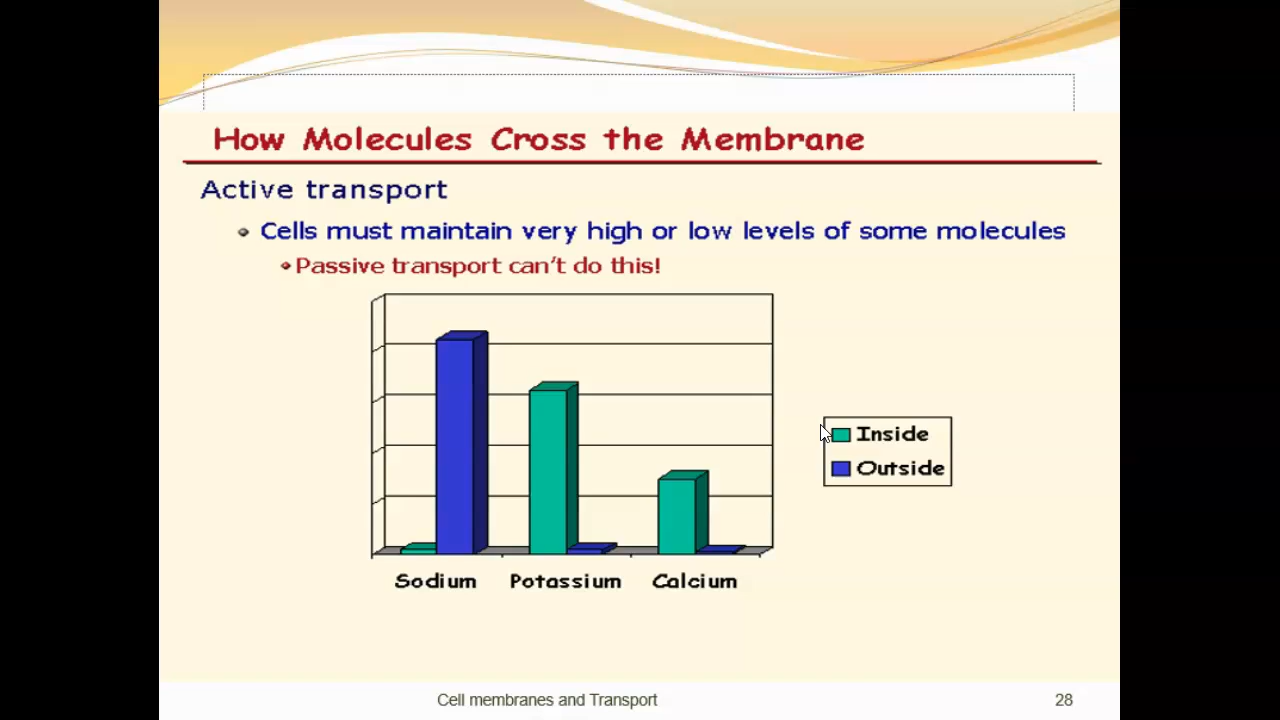 How Molecules Cross the Membrane
Active transport
Cells must maintain very high or low levels of some molecules
Passive transport can't do this!
Inside
Outside
Sodium Potassium Calcium
Cell membranes and Transport 28